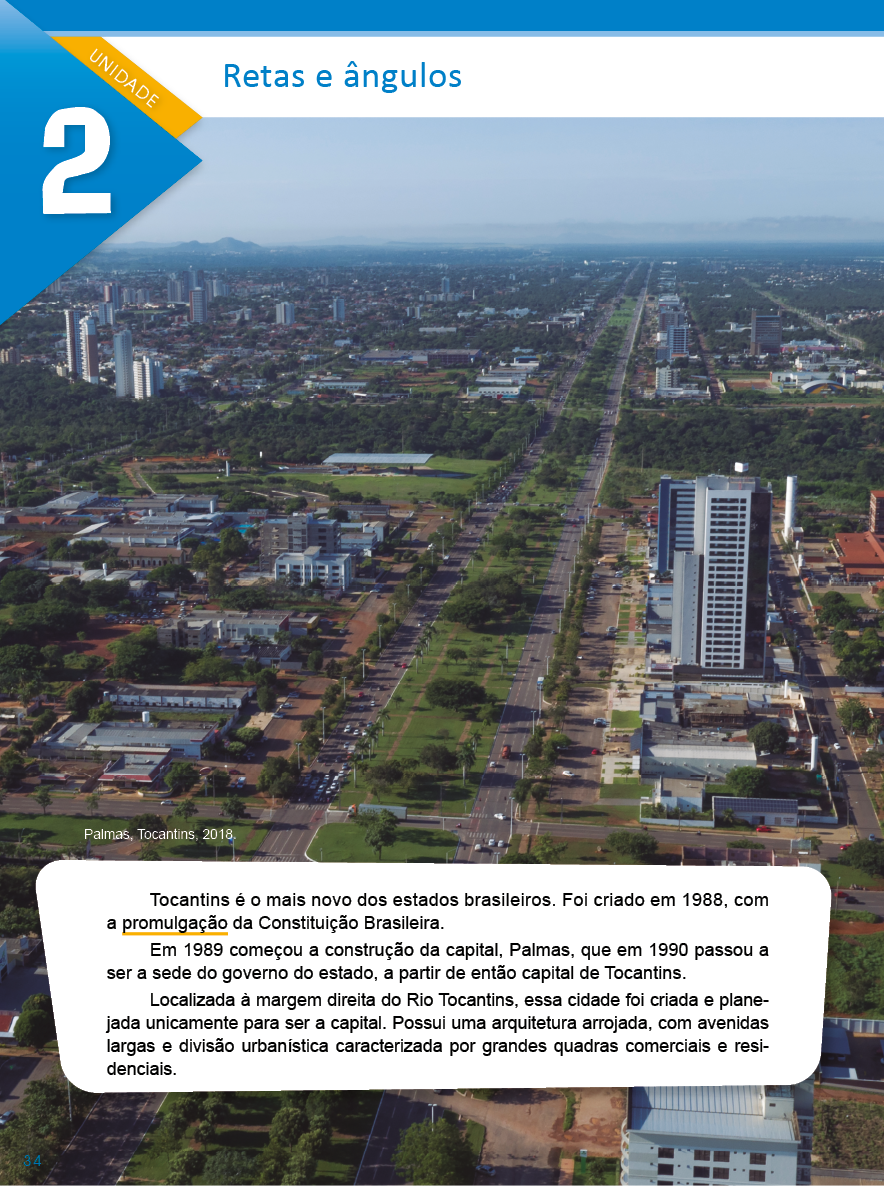 UNIDADE
2
Retas e ângulos
Palmas, Tocantins, 2018.
Tocantins é o mais novo dos estados brasileiros. Foi criado em 1988, com
a promulgação da Constituição Brasileira.
Em 1989 começou a construção da capital, Palmas, que em 1990 passou a
ser a sede do governo do estado, a partir de então capital de Tocantins.
Localizada à margem direita do Rio Tocantins, essa cidade foi criada e plane-
jada unicamente para ser a capital. Possui uma arquitetura arrojada, com avenidas
largas e divisão urbanística caracterizada por grandes quadras comerciais e resi-
denciais.
34